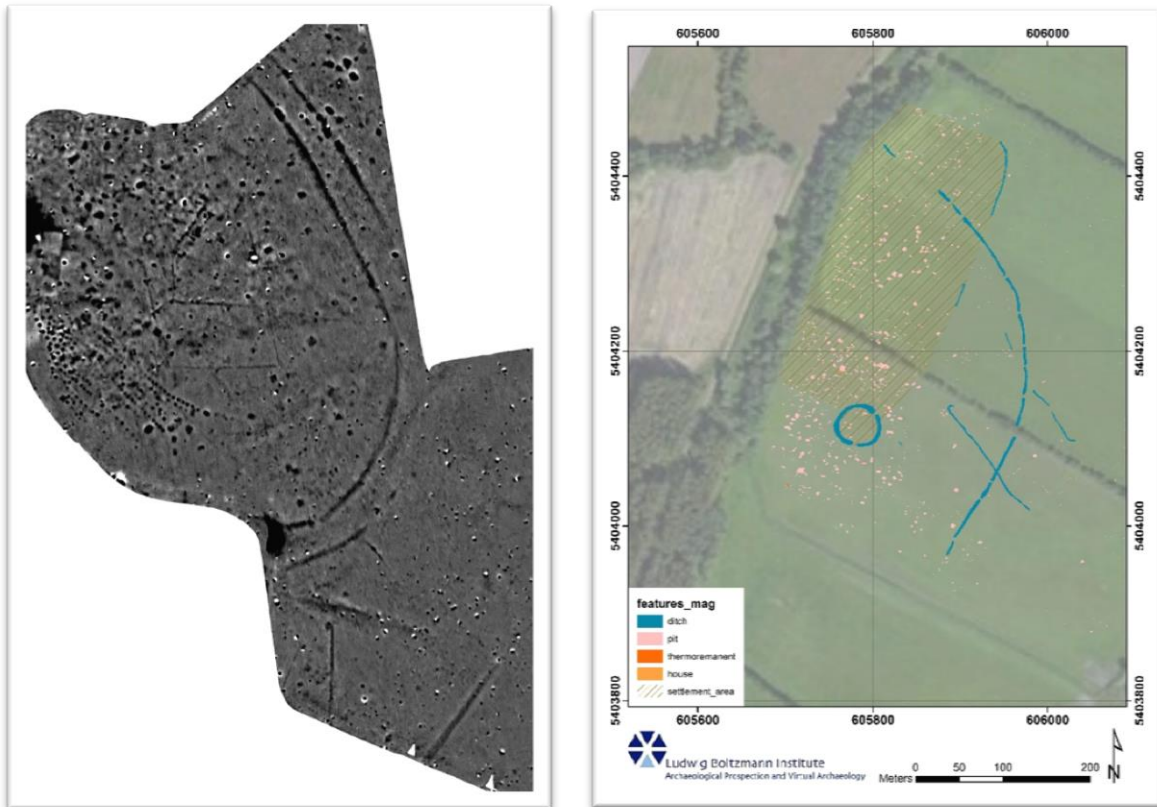 605600 605800 606000
5404400 5404400
5404200 5404200
5404000 5404000
5403800 5403800
features_mag
ditch
pit
thermoremanent
house
settlement_area
605600 605800 606000
Ludwig Boltzmann Institute
Archaeological Prospection and Virtual Archaeology
0 50 100 200
Meters
N